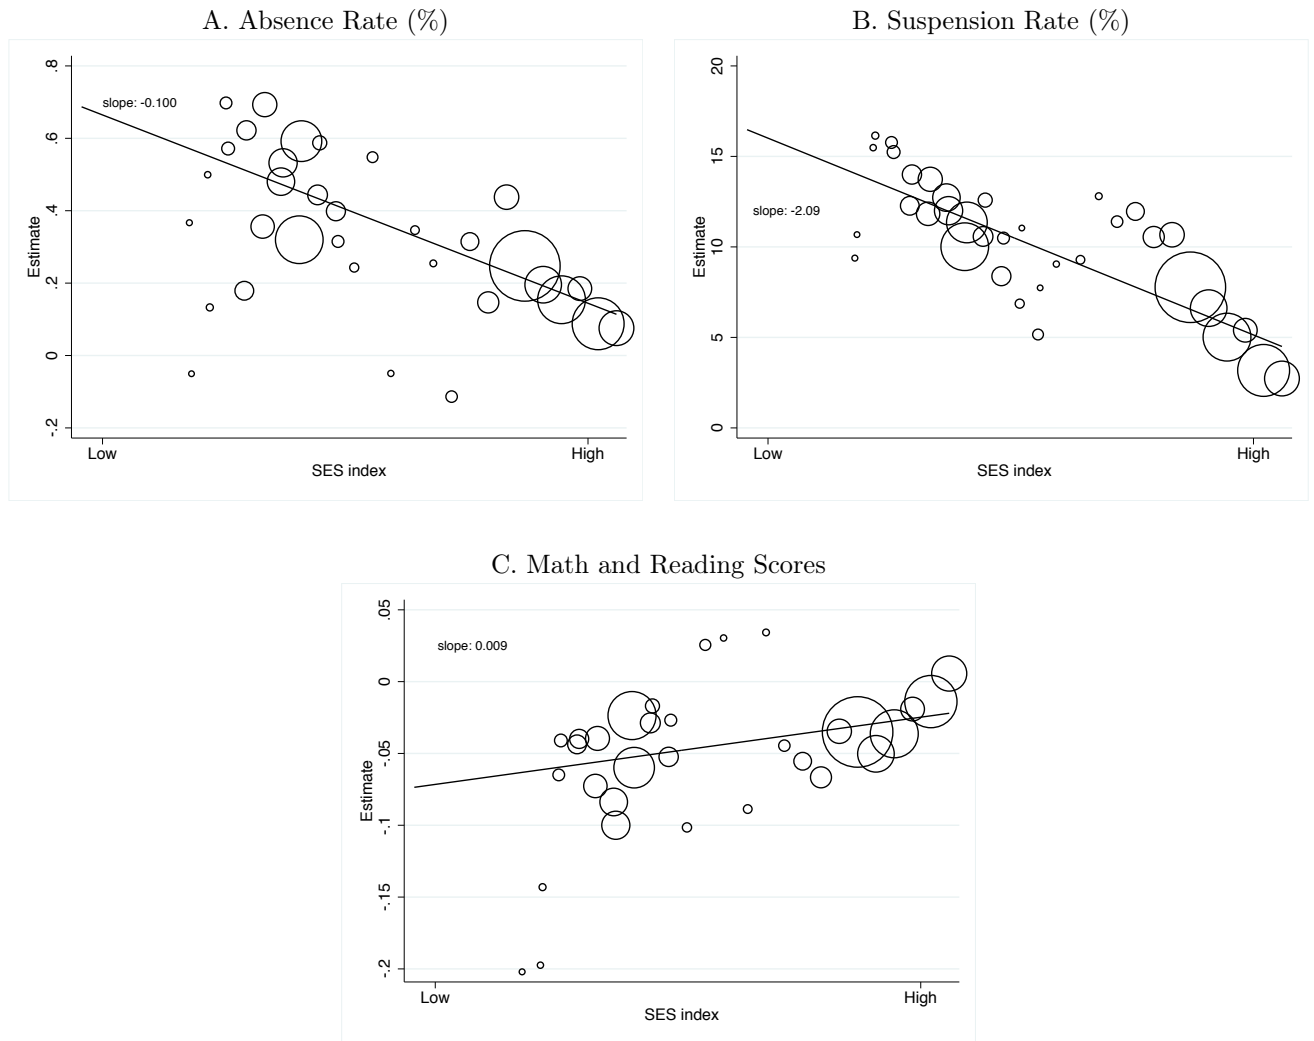 A. Absence Rate (%)
slope: -0.100
Estimate
.8
.6
.4
.2
0
-.2
Low
High
SES index
B. Suspension Rate (%)
slope: -2.09
Estimate
20
15
10
5
0
Low
High
SES index
C. Math and Reading Scores
slope: 0.009
Estimate
.05
0
-.05
-.1
-.15
-.2
Low
High
SES index